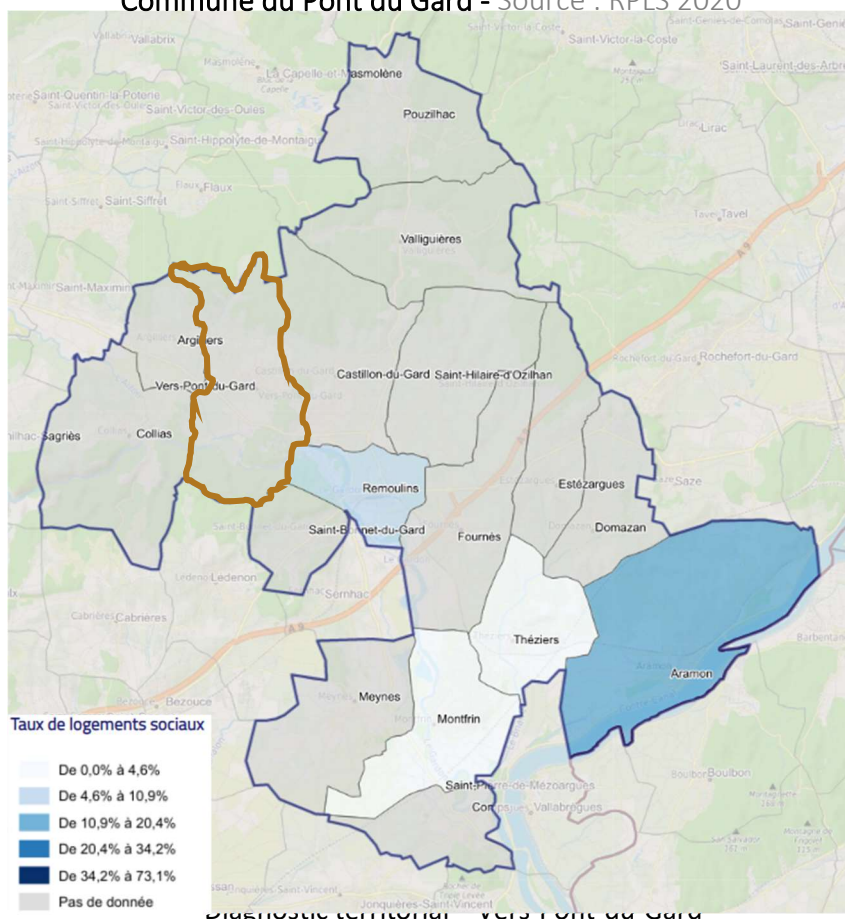 Commune du Pont du Gard - Source : RPLS 2020
Vallabrix
Masmolène
La Capelle-et-Masmolène
Saint-Victor-la-Coste
Saint-Laurent-des-Arbres
Saint-Quentin-la-Poterie
Saint-Victor-des-Oules
Pouzilhac
Lirac
Saint-Hippolyte-de-Montaigu
Flaux
Saint-Siffret
Tavel
Valligulères
A 9
Saint-Maximin
Argilliers
Rochefort-du-Gard
Castillon-du-Gard
Saint-Hilaire-d'Ozilhan
Vers-Pont-du-Gard
Sagriès
Collias
A 9
Remoulins
Estézargues
Saze
Saint-Bonnet-du-Gard
Fournès
Domazan
Ledenon
Sernhac
Cabrières
A 9
Théziers
Barbentane
Aramon
Bezouce
Meynes
Montfrin
Taux de logements sociaux
De 0,0% à 4,6%
De 4,6% à 10,9%
De 10,9% à 20,4%
De 20,4% à 34,2%
De 34,2% à 73,1%
Pas de donnée
Boulbon
Saint-Pierre-de-Mézoargues
Comps
Vallabrègues
Jonquières-Saint-Vincent
Diagnostic territorial – Vers-Pont-du-Gard